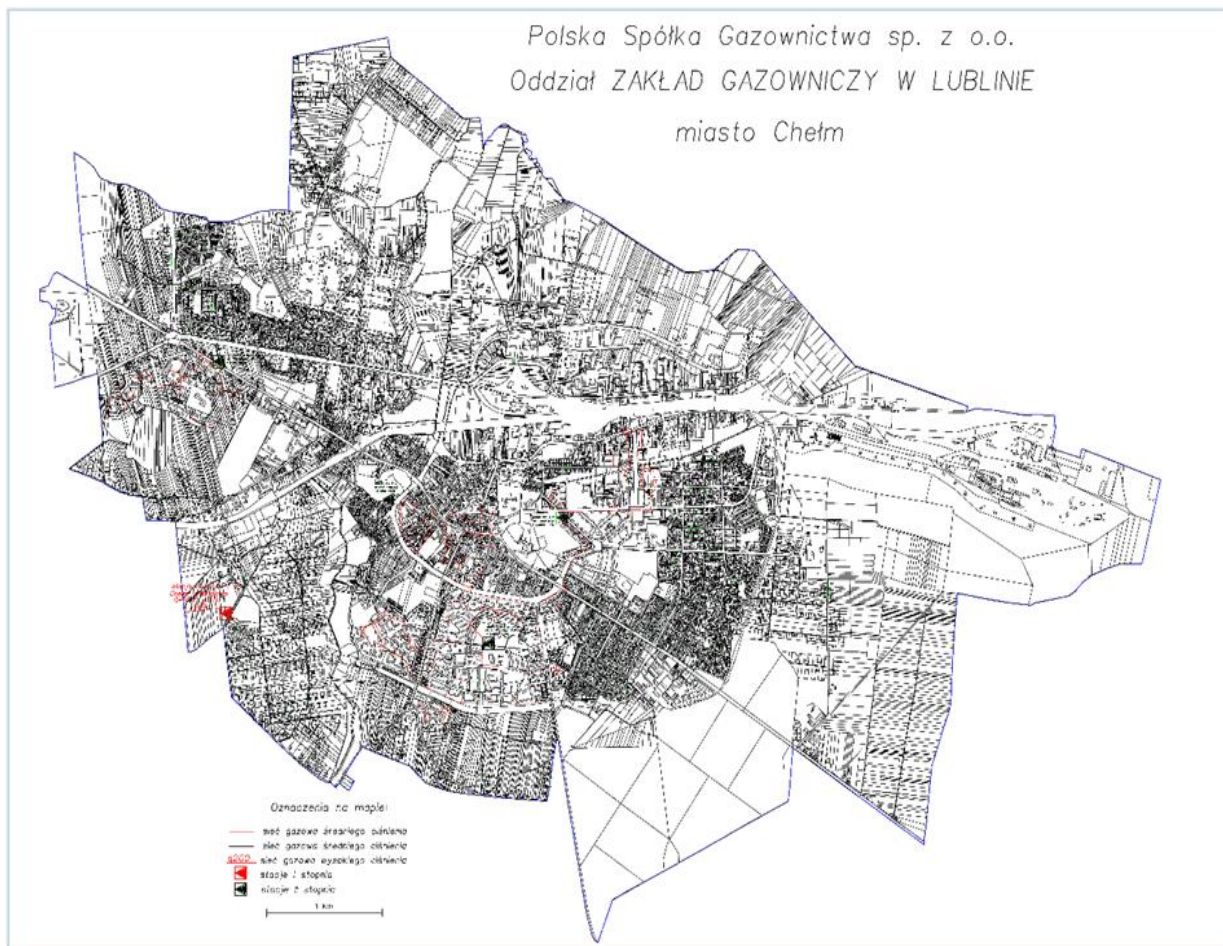 Polska Spółka Gazownictwa sp. z o.o.
Oddział ZAKŁAD GAZOWNICZY W LUBLINIE
miasto Chełm
Oznaczenia na mapie:
sieć gazowa średniego ciśnienia
sieć gazowa średniego ciśnienia
sieć gazowa wysokiego ciśnienia
stacje I stopnia
stacje
stopnia
1 km